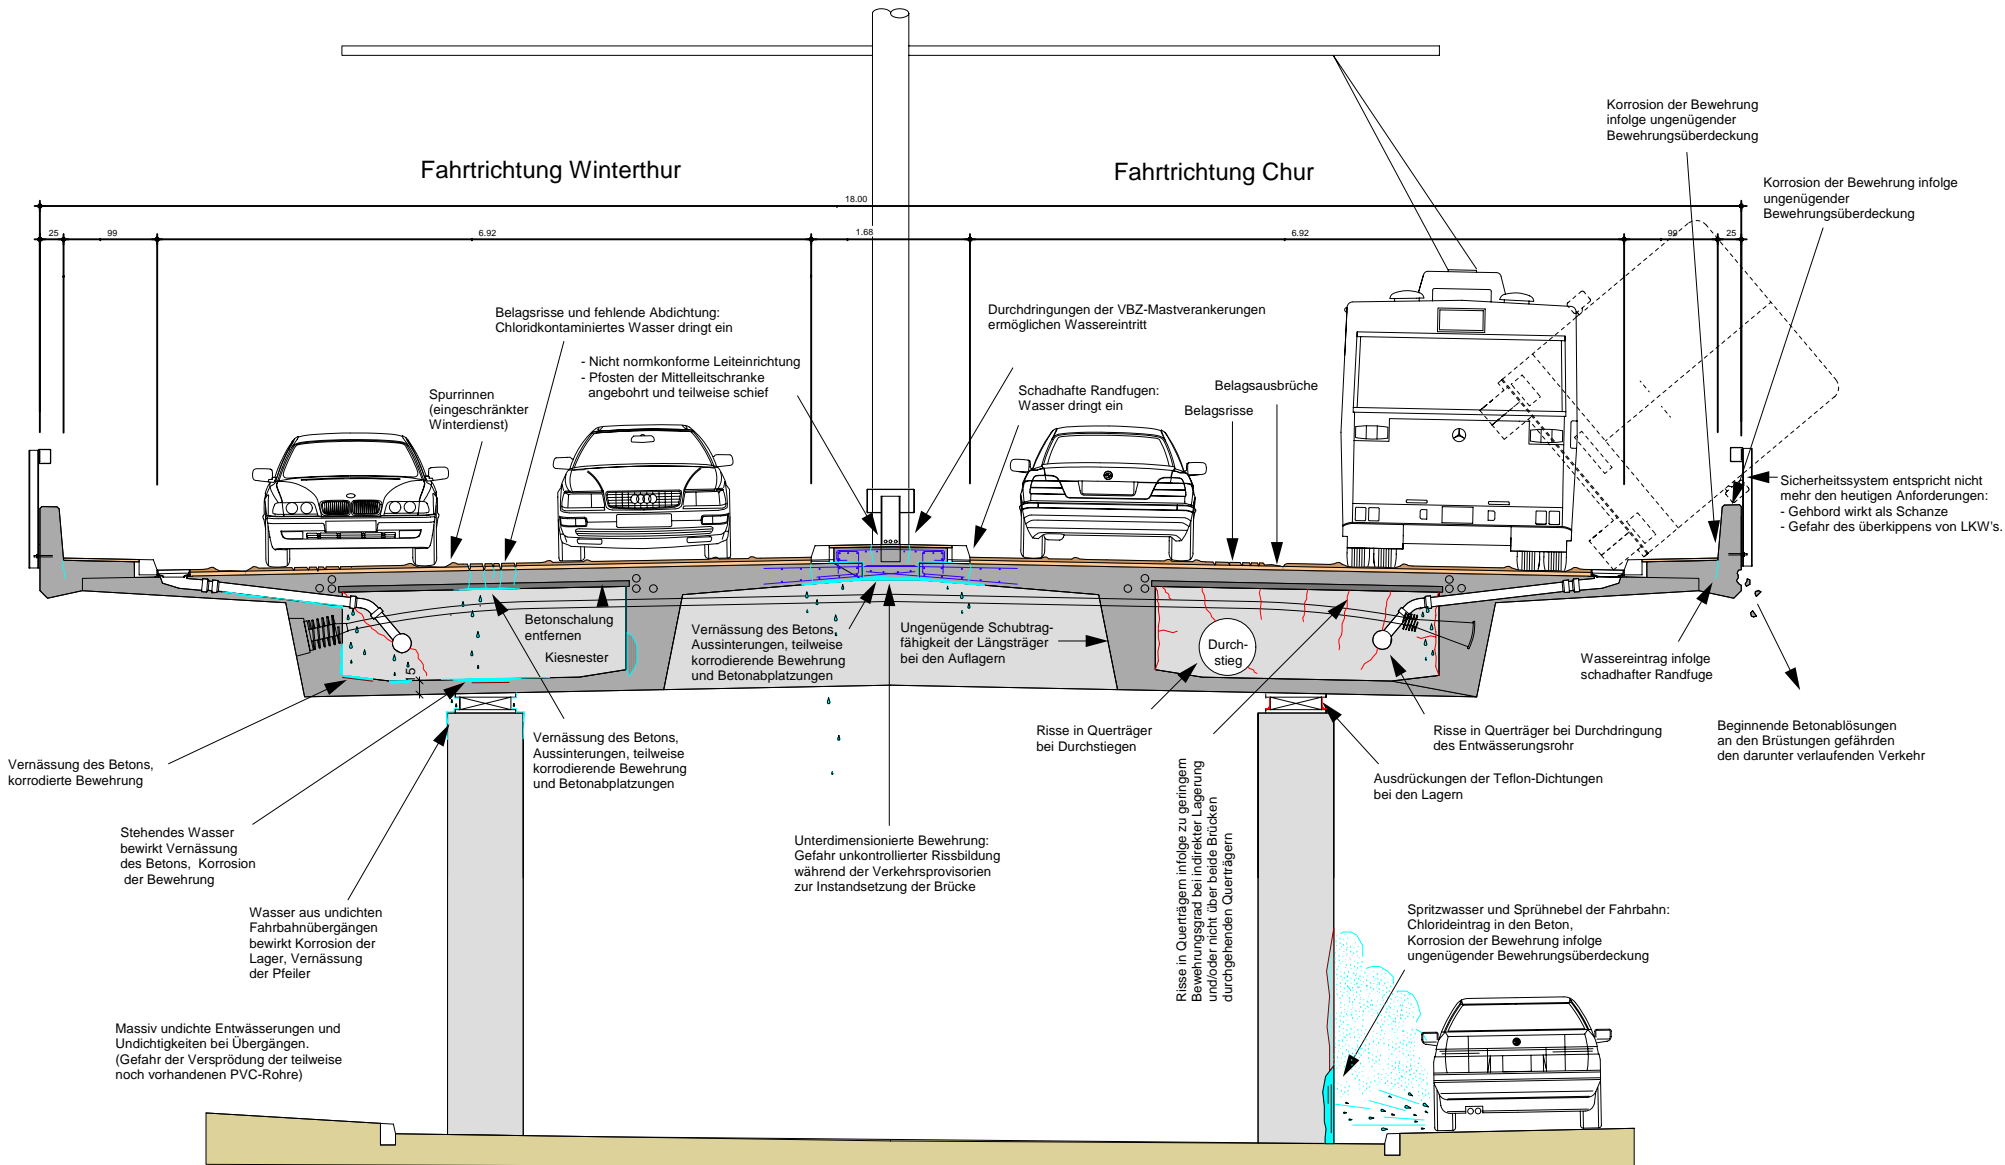 Fahrtrichtung Winterthur
Fahrtrichtung Chur
18.00
25
99
6.92
1.68
6.92
99
25
Korrosion der Bewehrung
infolge ungenügender
Bewehrungsüberdeckung
Korrosion der Bewehrung infolge
ungenügender
Bewehrungsüberdeckung
Belagsrisse und fehlende Abdichtung:
Chloridkontaminiertes Wasser dringt ein
- Nicht normkonforme Leiteinrichtung
- Pfosten der Mittelleitschranke
angebohrt und teilweise schief
Spurrinnen
(eingeschränkter
Winterdienst)
Durchdringungen der VBZ-Mastverankerungen
ermöglichen Wassereintritt
Schadhafte Randfugen:
Wasser dringt ein
Belagsausbrüche
Belagsrisse
Sicherheitssystem entspricht nicht
mehr den heutigen Anforderungen:
- Gehbord wirkt als Schanze
- Gefahr des überkippens von LKW's.
Betonschalung
entfernen
Kiesnester
15
Vernässung des Betons,
Aussinterungen, teilweise
korrodierende Bewehrung
und Betonabplatzungen
Ungenügende Schubtrag-
fähigkeit der Längsträger
bei den Auflagern
Durch-
stieg
Wassereintrag infolge
schadhafter Randfuge
Vernässung des Betons,
korrodierte Bewehrung
Vernässung des Betons,
Aussinterungen, teilweise
korrodierende Bewehrung
und Betonabplatzungen
Risse in Querträger
bei Durchstiegen
Risse in Querträger bei Durchdringung
des Entwässerungsrohr
Beginnende Betonablösungen
an den Brüstungen gefährden
den darunter verlaufenden Verkehr
Ausdrückungen der Teflon-Dichtungen
bei den Lagern
Risse in Querträgern infolge zu geringem
Bewehrungsgrad bei indirekter Lagerung
und/oder nicht über beide Brücken
durchgehenden Querträgern
Stehendes Wasser
bewirkt Vernässung
des Betons, Korrosion
der Bewehrung
Unterdimensionierte Bewehrung:
Gefahr unkontrollierter Rissbildung
während der Verkehrsprovisorien
zur Instandsetzung der Brücke
Wasser aus undichten
Fahrbahnübergängen
bewirkt Korrosion der
Lager, Vernässung
der Pfeiler
Spritzwasser und Sprühnebel der Fahrbahn:
Chlorideintrag in den Beton,
Korrosion der Bewehrung infolge
ungenügender Bewehrungsüberdeckung
Massiv undichte Entwässerungen und
Undichtigkeiten bei Übergängen.
(Gefahr der Versprödung der teilweise
noch vorhandenen PVC-Rohre)